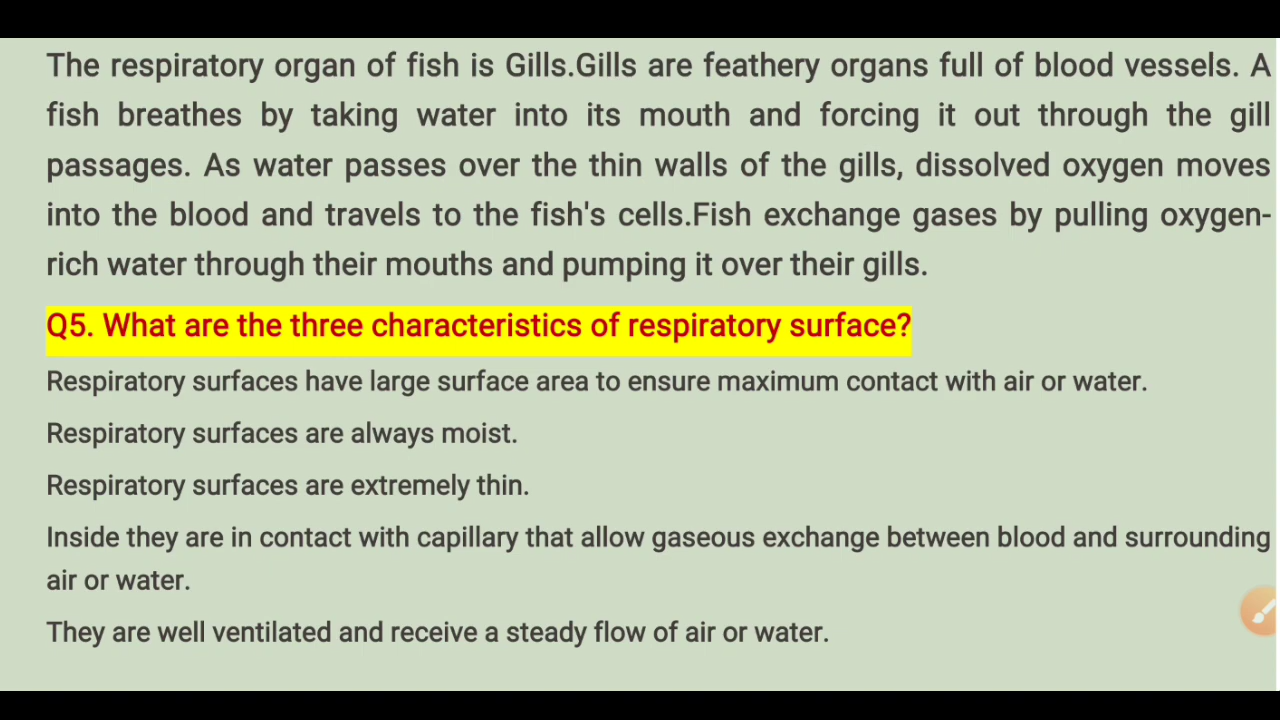 The respiratory organ of fish is Gills.Gills are feathery organs full of blood vessels. A
fish breathes by taking water into its mouth and forcing it out through the gill
passages. As water passes over the thin walls of the gills, dissolved oxygen moves
into the blood and travels to the fish's cells.Fish exchange gases by pulling oxygen-
rich water through their mouths and pumping it over their gills.
Q5. What are the three characteristics of respiratory surface?
Respiratory surfaces have large surface area to ensure maximum contact with air or water.
Respiratory surfaces are always moist.
Respiratory surfaces are extremely thin.
Inside they are in contact with capillary that allow gaseous exchange between blood and surrounding
air or water.
They are well ventilated and receive a steady flow of air or water.